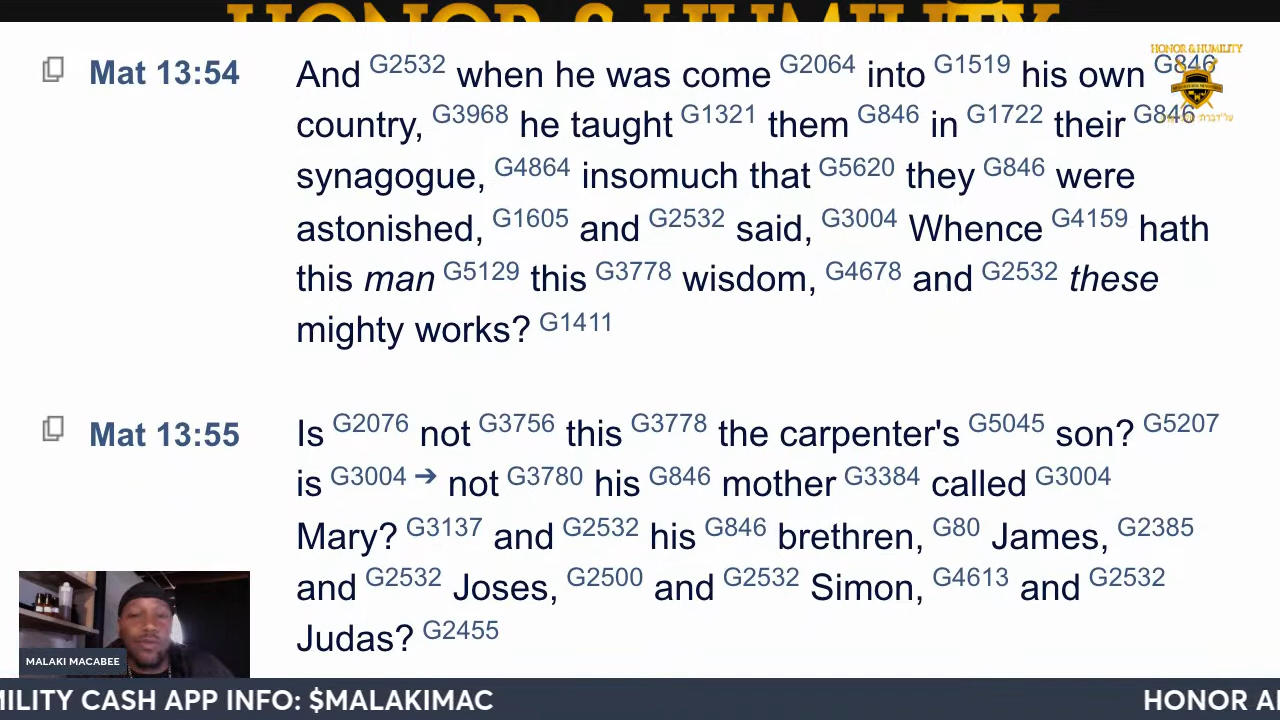 HONOR & HUMILITY
HONOR & HUMILITY
Mat 13:54
And G2532 when he was come G2064 into G1519 his own G846
country, G3968 he taught G1321 them G846 in G1722 their G846
synagogue, G4864 insomuch that G5620 they G846 were
astonished, G1605 and G2532 said, G3004 Whence G4159 hath
this man G5129 this G3778 wisdom, G4678 and G2532 these
mighty works? G1411
Mat 13:55
Is G2076 not G3756 this G3778 the carpenter's G5045 son? G5207
is G3004 ➔ not G3780 his G846 mother G3384 called G3004
Mary? G3137 and G2532 his G846 brethren, G80 James, G2385
and G2532 Joses, G2500 and G2532 Simon, G4613 and G2532
Judas? G2455
MALAKI MACABEE
MILITY CASH APP INFO: $MALAKIMAC
HONOR A